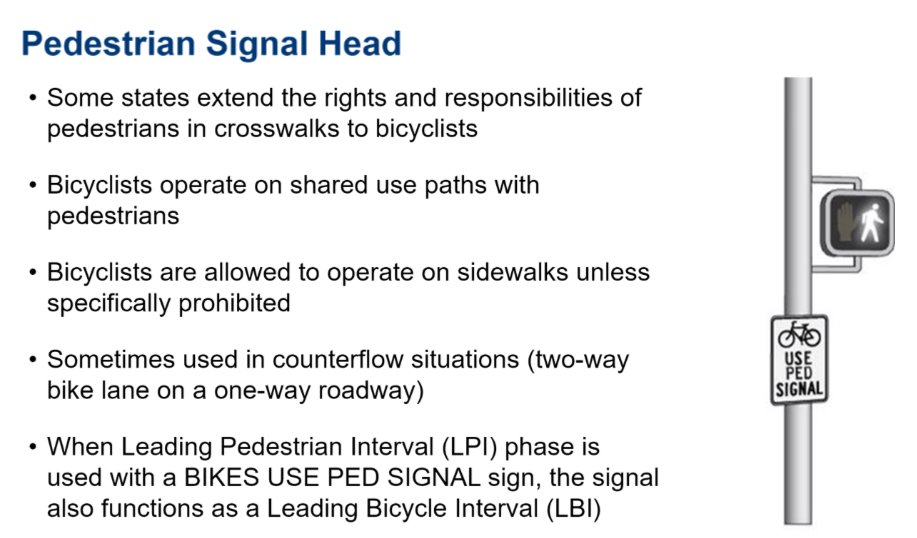 Pedestrian Signal Head
• Some states extend the rights and responsibilities of
pedestrians in crosswalks to bicyclists
• Bicyclists operate on shared use paths with
pedestrians
• Bicyclists are allowed to operate on sidewalks unless
specifically prohibited
• Sometimes used in counterflow situations (two-way
bike lane on a one-way roadway)
• When Leading Pedestrian Interval (LPI) phase is
used with a BIKES USE PED SIGNAL sign, the signal
also functions as a Leading Bicycle Interval (LBI)
USE
PED
SIGNAL